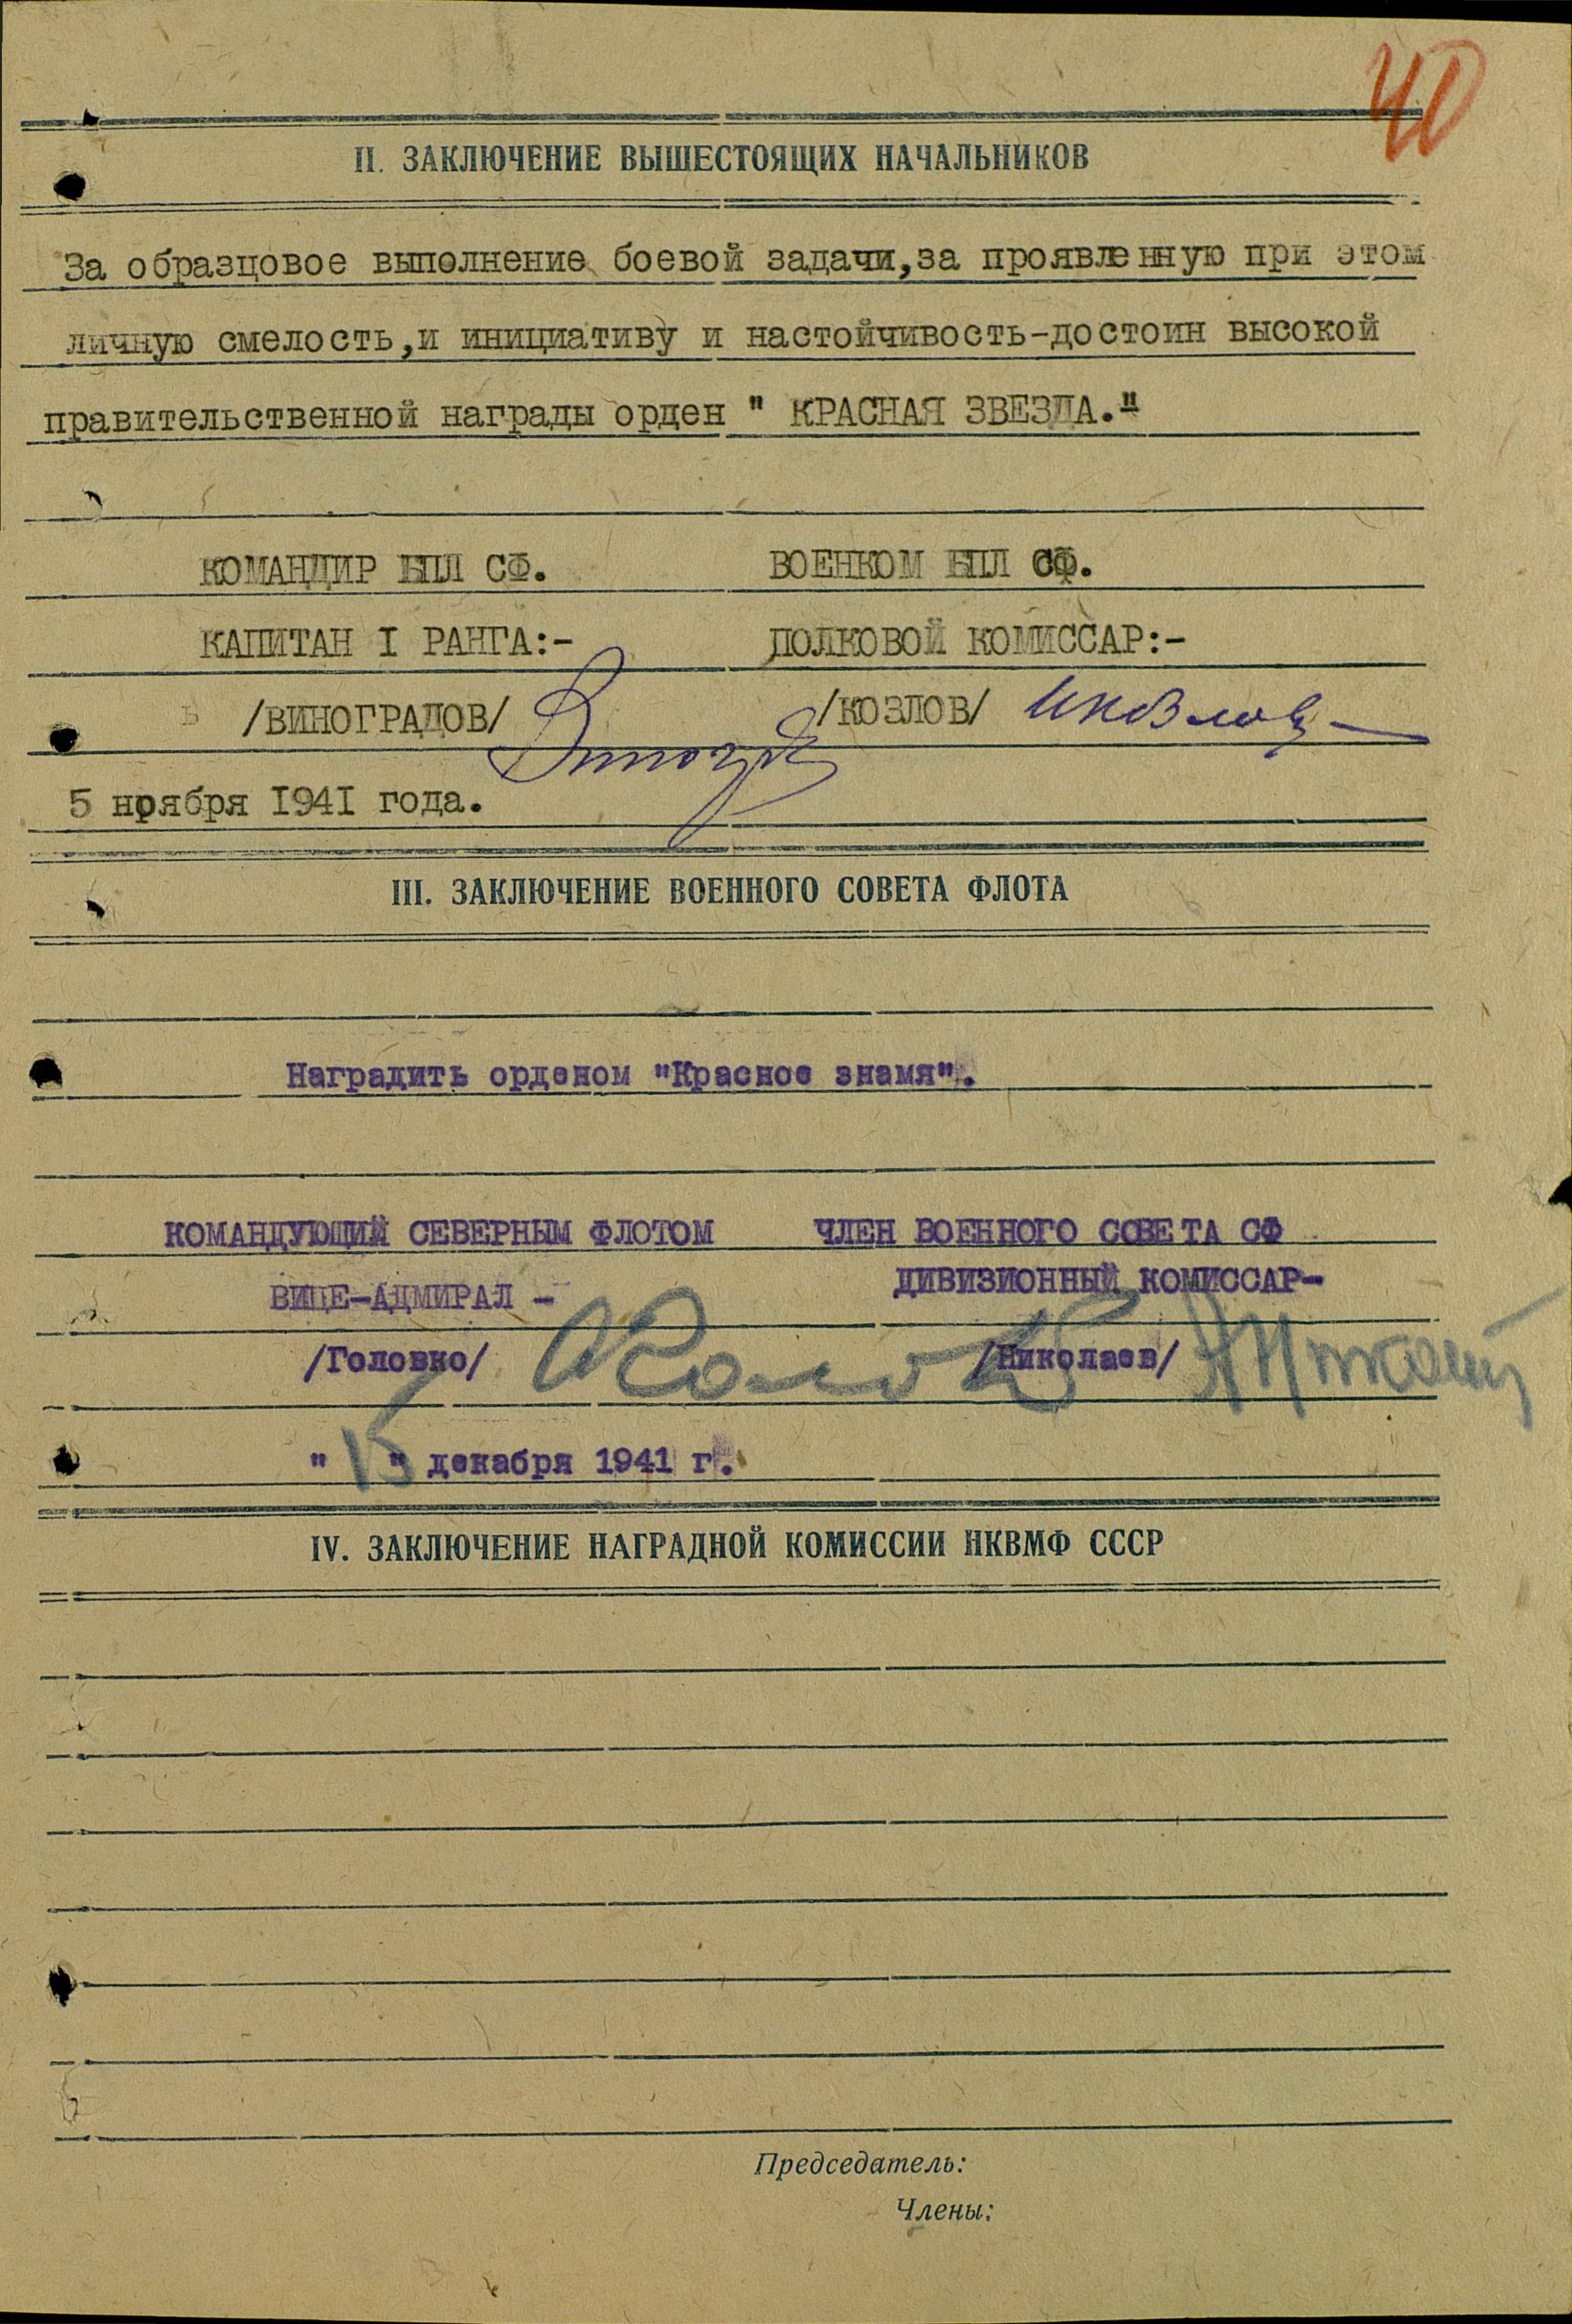 40
II. ЗАКЛЮЧЕНИЕ ВЫШЕСТОЯЩИХ НАЧАЛЬНИКОВ
За образцовое выполнение боевой задачи,за проявленную при этом
личную смелость,и инициативу и настойчивость-достоин высокой
правительственной награды орден " КРАСНАЯ ЗВЕЗДА."
КОМАНДИР БПЛ СФ. ВОЕНКОМ БПЛ СФ.
КАПИТАН I РАНГА:- ПОЛКОВОЙ КОМИССАР:-
/ВИНОГРАДОВ/ /КОЗЛОВ/
5 ноября 1941 года.
III. ЗАКЛЮЧЕНИЕ ВОЕННОГО СОВЕТА ФЛОТА
Наградить орденом "Красное знамя".
КОМАНДУЮЩИЙ СЕВЕРНЫМ ФЛОТОМ ЧЛЕН ВОЕННОГО СОВЕТА СФ
ВИЦЕ-АДМИРАЛ - ДИВИЗИОННЫЙ КОМИССАР-
/Головко/ /Николаев/
" 15 " декабря 1941 г.
IV. ЗАКЛЮЧЕНИЕ НАГРАДНОЙ КОМИССИИ НКВМФ СССР
Председатель:
Члены: